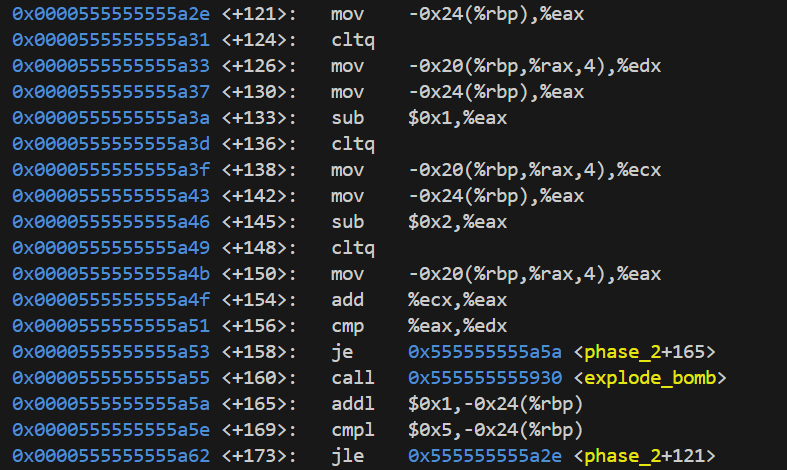 0x0000555555555a2e <+121>: mov -0x24(%rbp),%eax
0x0000555555555a31 <+124>: cltq
0x0000555555555a33 <+126>: mov -0x20(%rbp,%rax,4),%edx
0x0000555555555a37 <+130>: mov -0x24(%rbp),%eax
0x0000555555555a3a <+133>: sub $0x1,%eax
0x0000555555555a3d <+136>: cltq
0x0000555555555a3f <+138>: mov -0x20(%rbp,%rax,4),%ecx
0x0000555555555a43 <+142>: mov -0x24(%rbp),%eax
0x0000555555555a46 <+145>: sub $0x2,%eax
0x0000555555555a49 <+148>: cltq
0x0000555555555a4b <+150>: mov -0x20(%rbp,%rax,4),%eax
0x0000555555555a4f <+154>: add %ecx,%eax
0x0000555555555a51 <+156>: cmp %eax,%edx
0x0000555555555a53 <+158>: je 0x555555555a5a <phase_2+165>
0x0000555555555a55 <+160>: call 0x555555555930 <explode_bomb>
0x0000555555555a5a <+165>: addl $0x1,-0x24(%rbp)
0x0000555555555a5e <+169>: cmpl $0x5,-0x24(%rbp)
0x0000555555555a62 <+173>: jle 0x555555555a2e <phase_2+121>